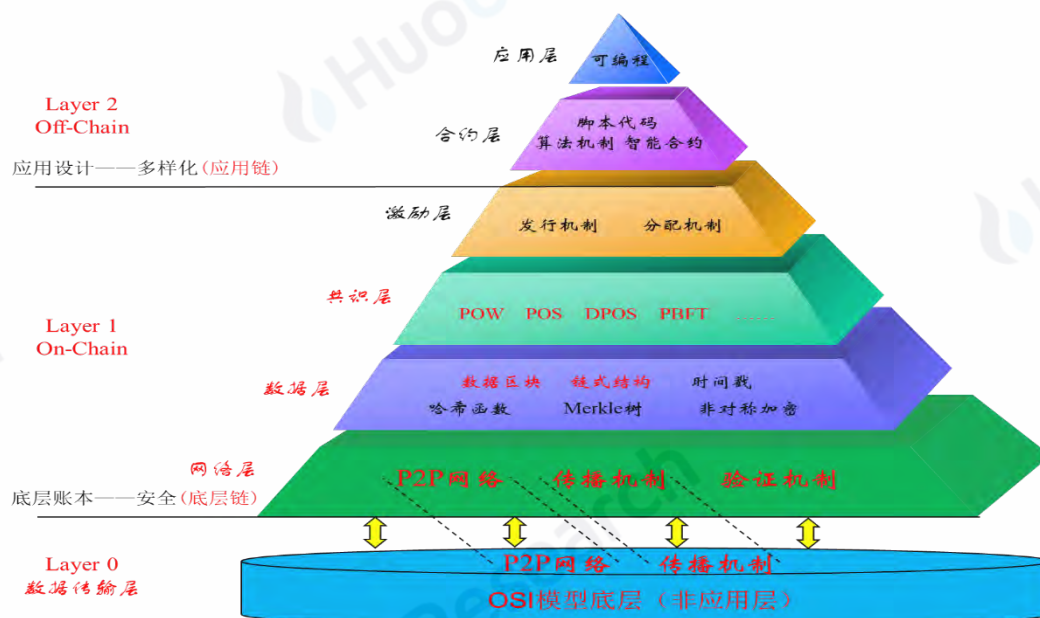 应用层
可编程
Layer 2
Off-Chain
合约层
脚本代码
算法机制 智能合约
应用设计——多样化(应用链)
激励层
发行机制 分配机制
共识层
POW POS DPOS PBFT ......
Layer 1
On-Chain
数据层
数据区块 链式结构 时间戳
哈希函数 Merkle树 非对称加密
网络层
P2P网络 传播机制 验证机制
底层账本——安全(底层链)
Layer 0
数据传输层
P2P网络 传播机制
OSI模型底层（非应用层）
Research